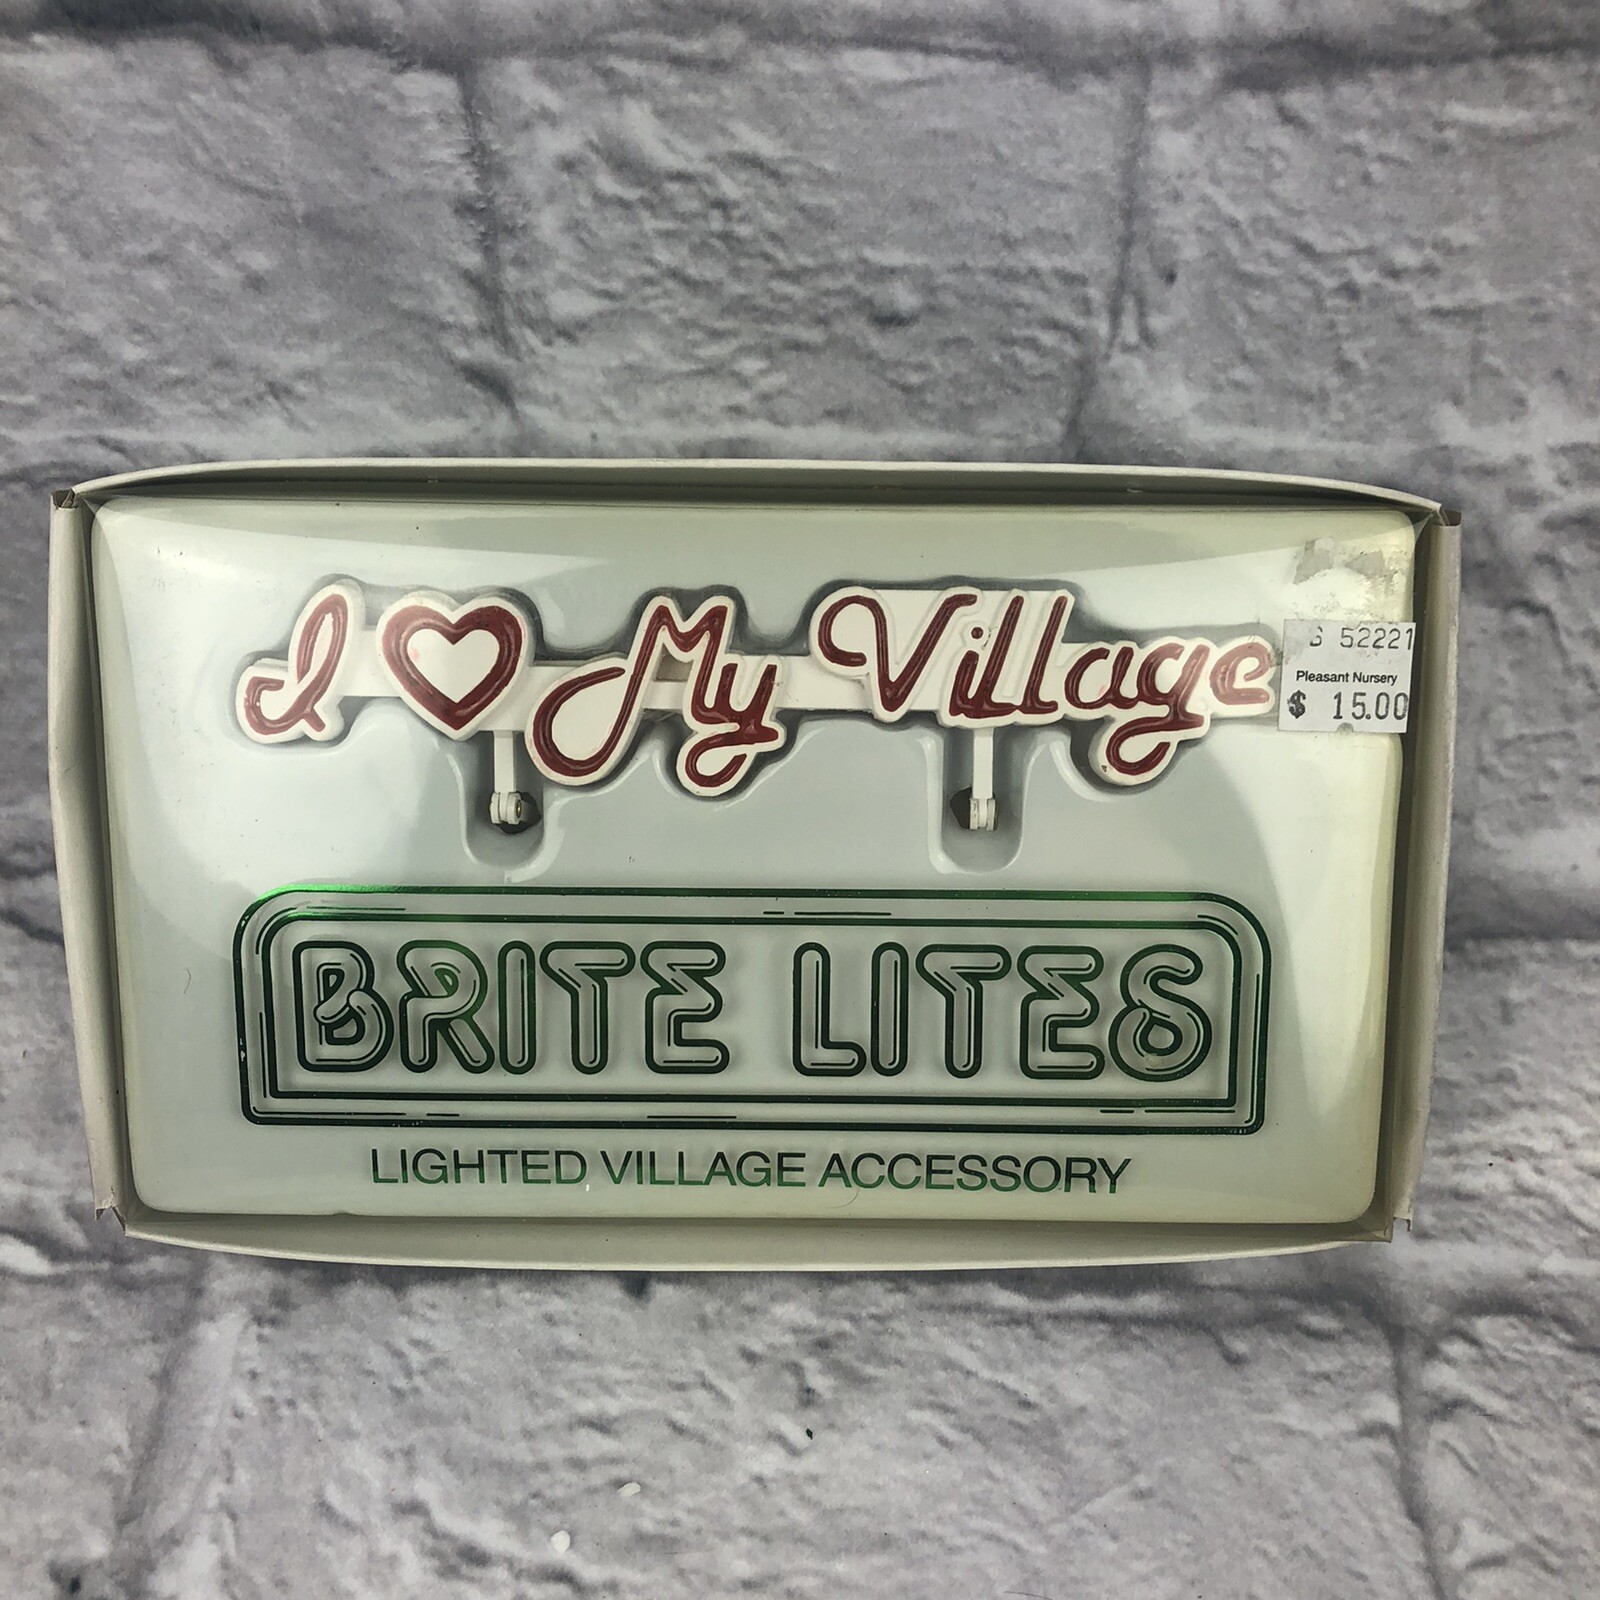 I ♥ My Village
S 52221
Pleasant Nursery
$ 15.00
BRITE LITES
LIGHTED VILLAGE ACCESSORY